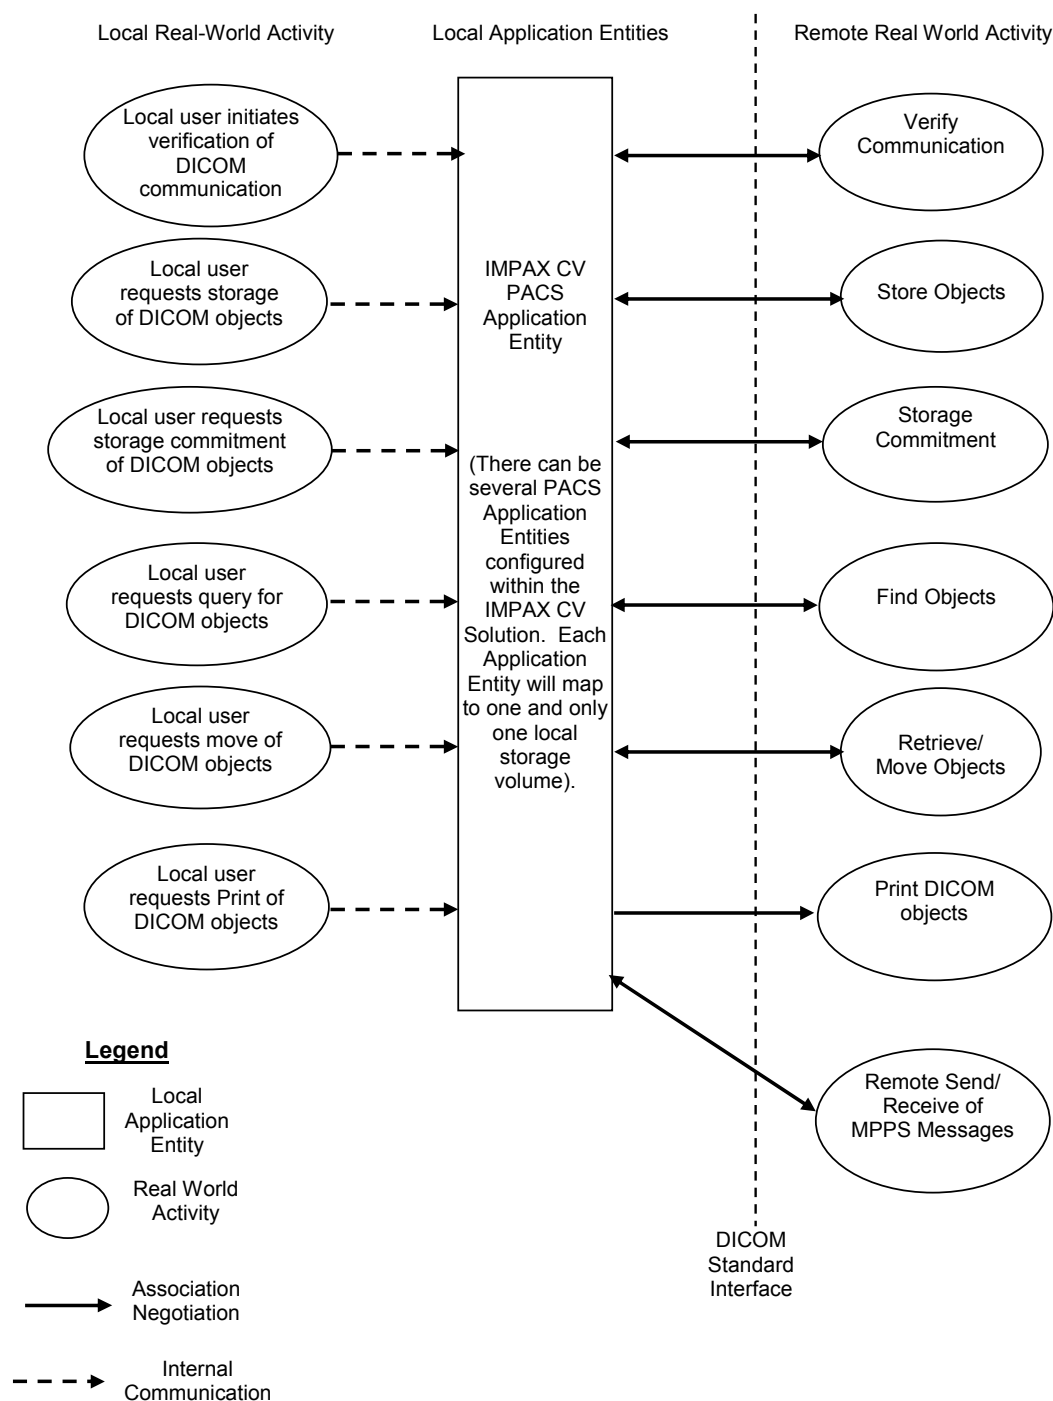 Local Real-World Activity
Local Application Entities
Remote Real World Activity
Local user initiates
verification of
DICOM
communication
Verify
Communication
Local user
requests storage
of DICOM objects
IMPAX CV
PACS
Application
Entity
Store Objects
Local user requests
storage commitment
of DICOM objects
Storage
Commitment
(There can be
several PACS
Application
Entities
configured
within the
IMPAX CV
Solution. Each
Application
Entity will map
to one and only
one local
storage
volume).
Local user
requests query for
DICOM objects
Find Objects
Local user
requests move of
DICOM objects
Retrieve/
Move Objects
Local user
requests Print of
DICOM objects
Print DICOM
objects
Remote Send/
Receive of
MPPS Messages
Legend
Local
Application
Entity
Real World
Activity
Association
Negotiation
Internal
Communication
DICOM
Standard
Interface